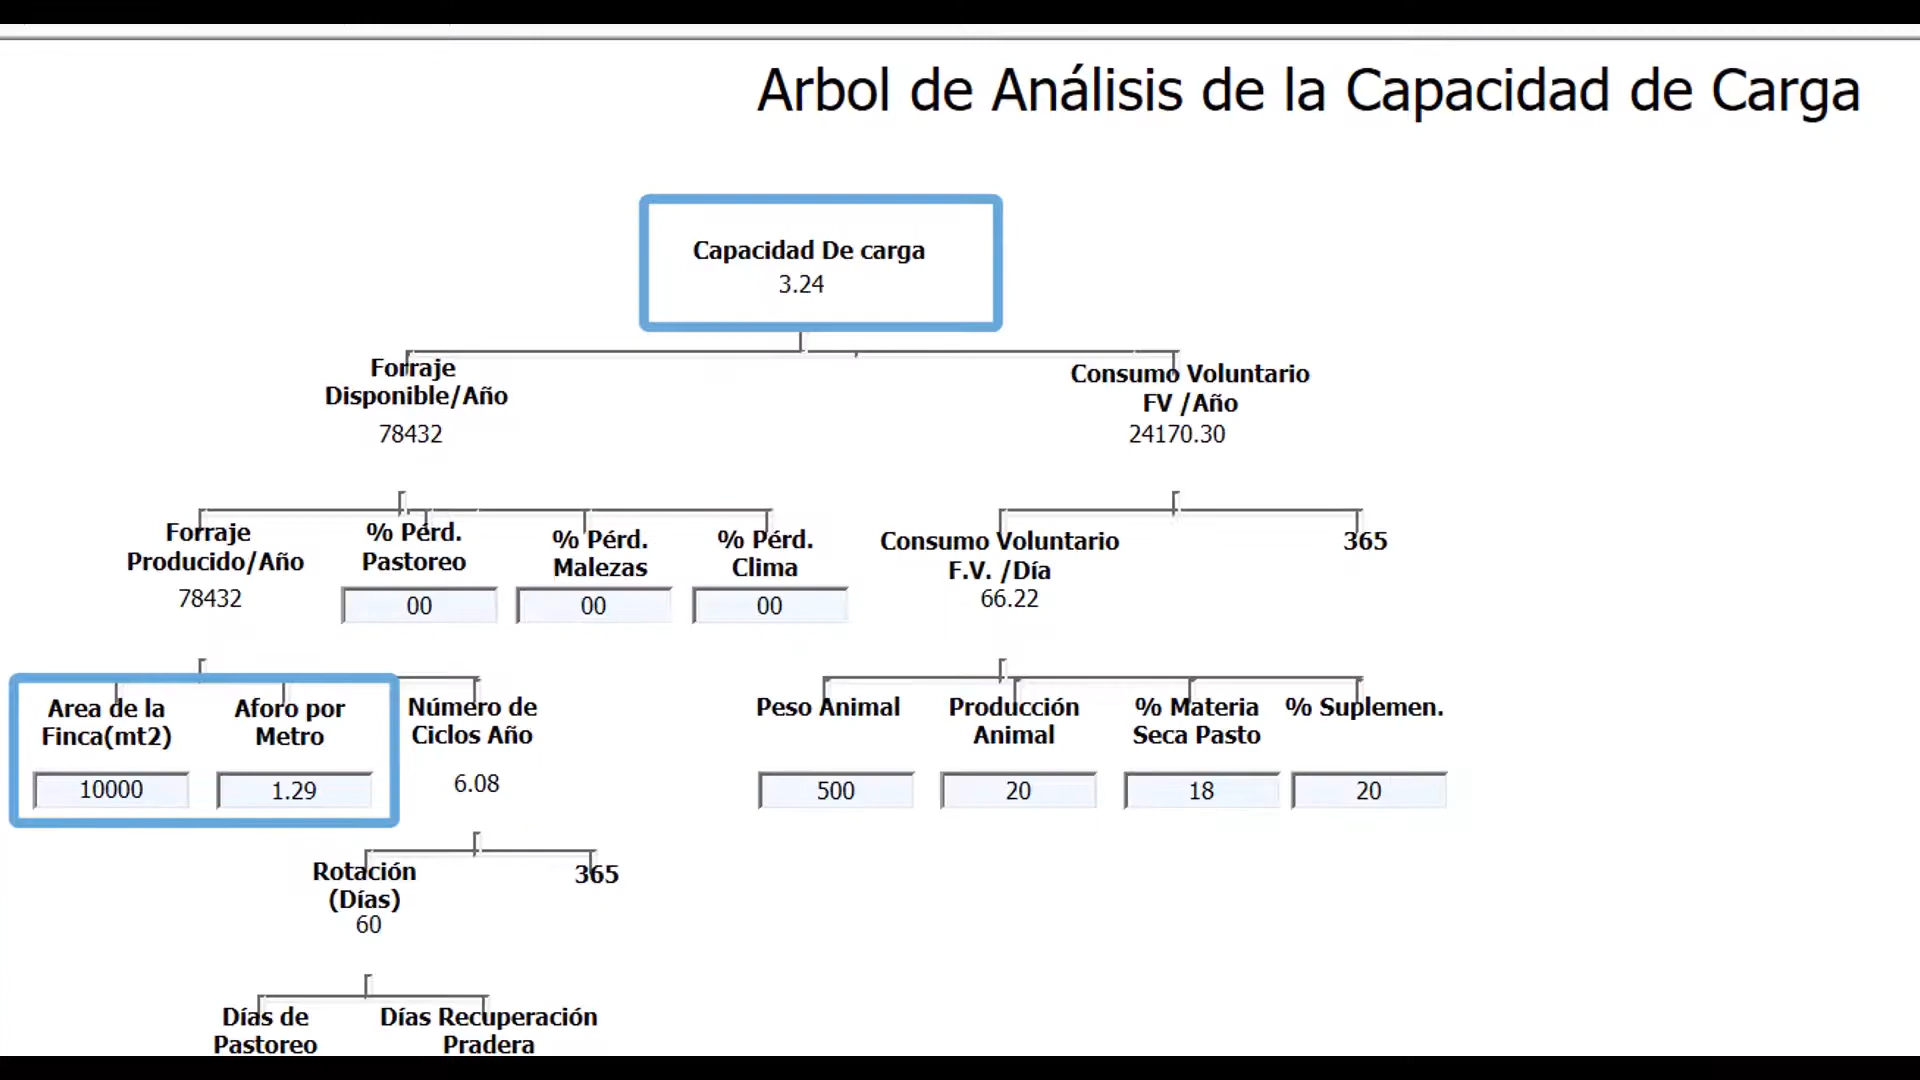 Arbol de Análisis de la Capacidad de Carga
Capacidad De carga
3.24
Forraje
Disponible/Año
78432
Consumo Voluntario
FV /Año
24170.30
Forraje
Producido/Año
78432
% Pérd.
Pastoreo
00
% Pérd.
Malezas
00
% Pérd.
Clima
00
Consumo Voluntario
F.V. /Día
66.22
365
Area de la
Finca(mt2)
10000
Aforo por
Metro
1.29
Número de
Ciclos Año
6.08
Peso Animal
500
Producción
Animal
20
% Materia
Seca Pasto
18
% Suplemen.
20
Rotación
(Días)
60
365
Días de
Pastoreo
Días Recuperación
Pradera